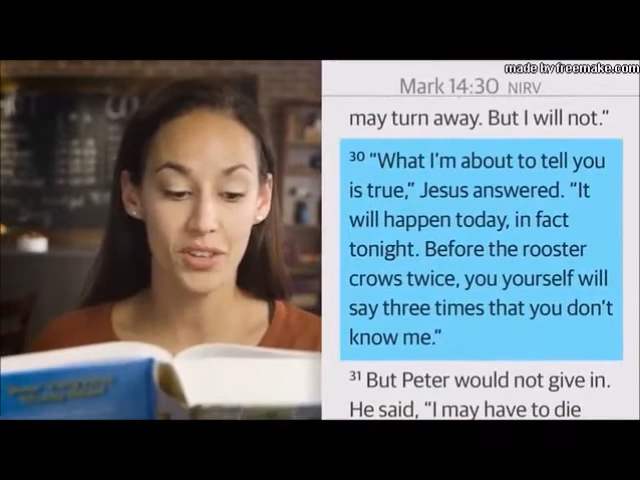 made by freemake.com
Mark 14:30 NIRV
may turn away. But I will not.”
30 “What I’m about to tell you
is true,” Jesus answered. “It
will happen today, in fact
tonight. Before the rooster
crows twice, you yourself will
say three times that you don’t
know me.”
31 But Peter would not give in.
He said, “I may have to die